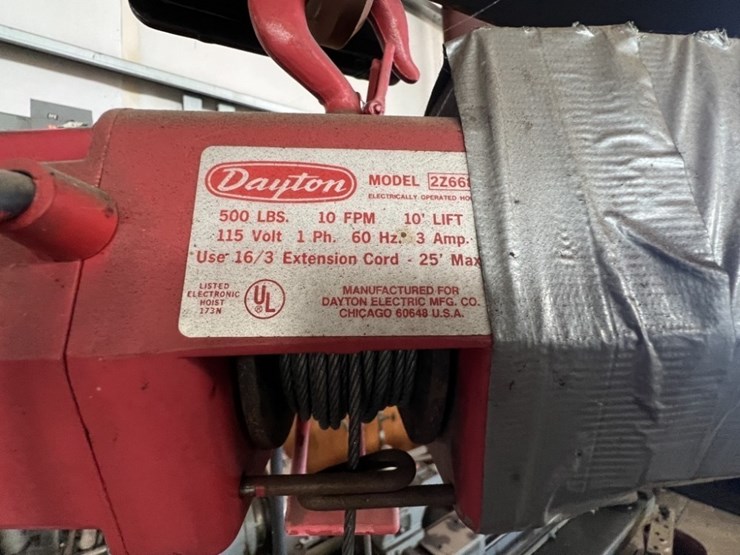 Dayton MODEL
ELECTRICALLY OPERATED
500 LBS. 10 FPM 10' LIFT
115 Volt 1 Ph. 60 Hz. 3 Amp.
Use 16/3 Extension Cord - 25' Max
LISTED
ELECTRONIC
HOIST
173N
UL
MANUFACTURED FOR
DAYTON ELECTRIC MFG. CO.
CHICAGO 60648 U.S.A.